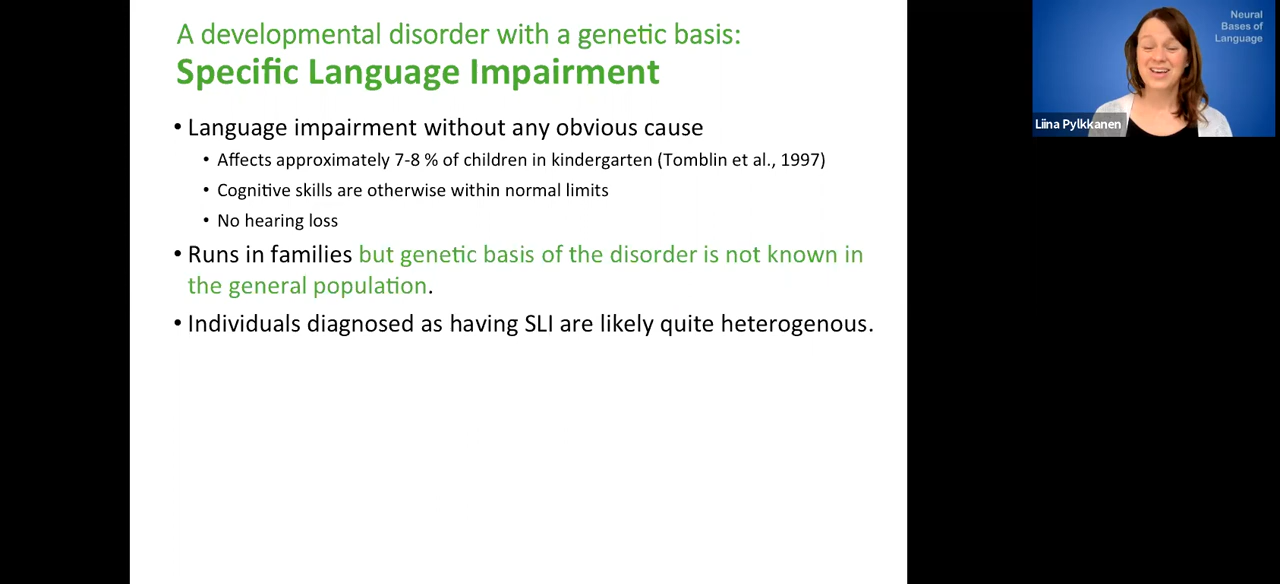 A developmental disorder with a genetic basis:
Specific Language Impairment
• Language impairment without any obvious cause
• Affects approximately 7-8 % of children in kindergarten (Tomblin et al., 1997)
• Cognitive skills are otherwise within normal limits
• No hearing loss
• Runs in families but genetic basis of the disorder is not known in
the general population.
• Individuals diagnosed as having SLI are likely quite heterogenous.
Neural
Bases of
Language
Liina Pylkkanen